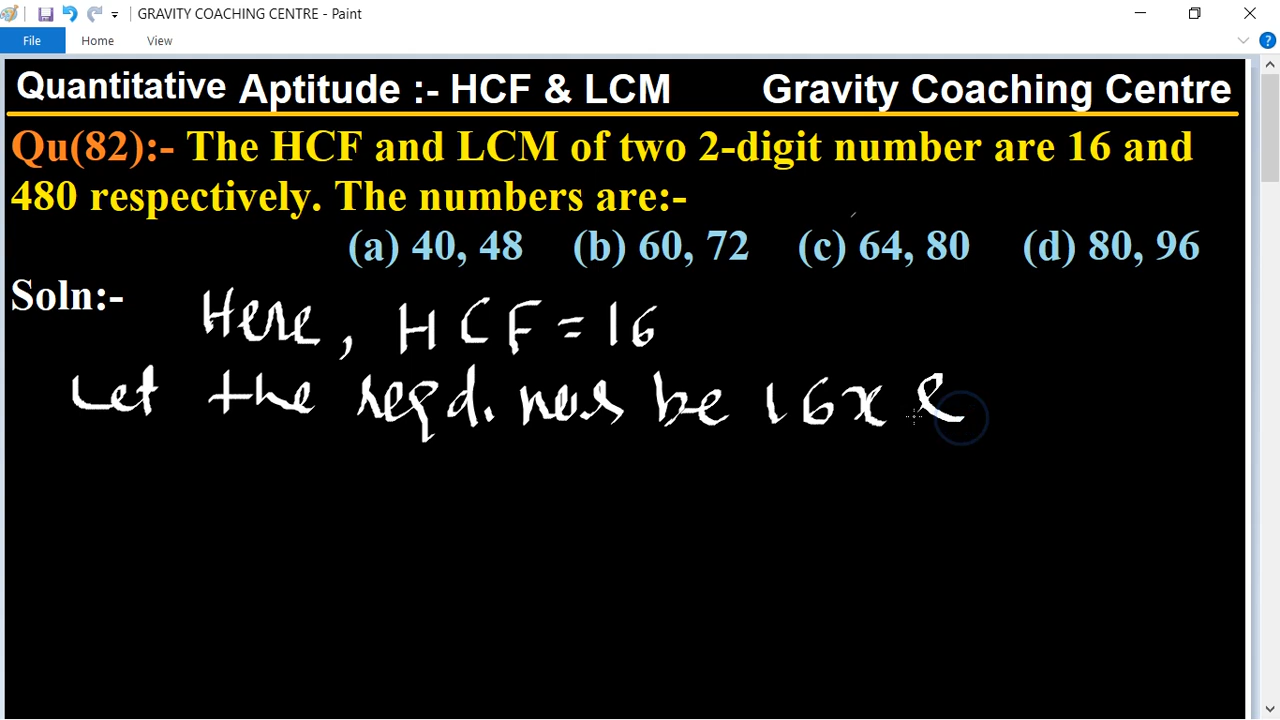 GRAVITY COACHING CENTRE - Paint
File Home View
Quantitative Aptitude :- HCF & LCM Gravity Coaching Centre
Qu(82):- The HCF and LCM of two 2-digit number are 16 and
480 respectively. The numbers are:-
(a) 40, 48 (b) 60, 72 (c) 64, 80 (d) 80, 96
Soln:-
Here, HCF = 16
Let the reqd. nos be 16x &